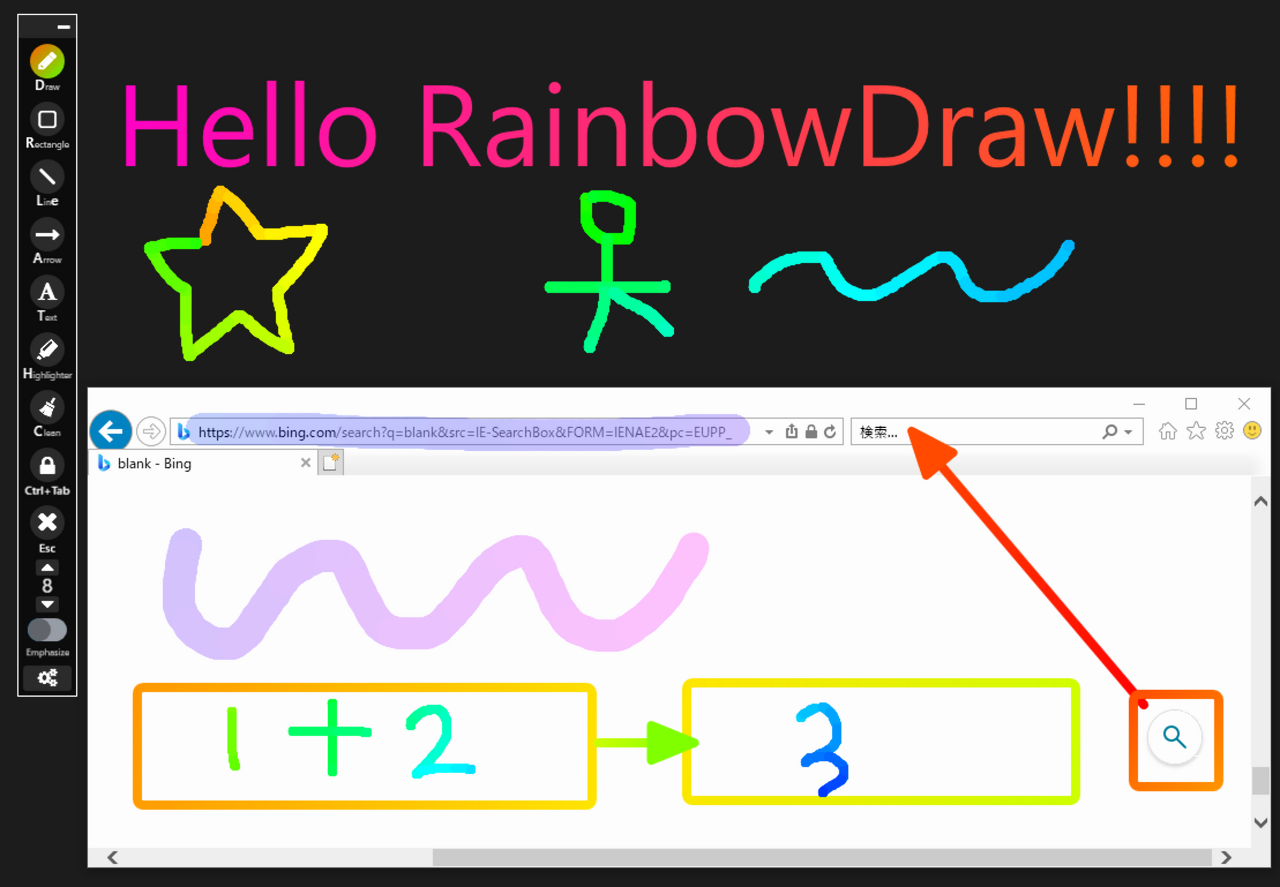 Draw
Rectangle
Line
Arrow
Text
Highlighter
Clean
Ctrl+Tab
Esc
8
Emphasize
Hello RainbowDraw!!!!
https://www.bing.com/search?q=blank&src=IE-SearchBox&FORM=IENAE2&pc=EUPP_
検索...
blank - Bing
1 + 2
3